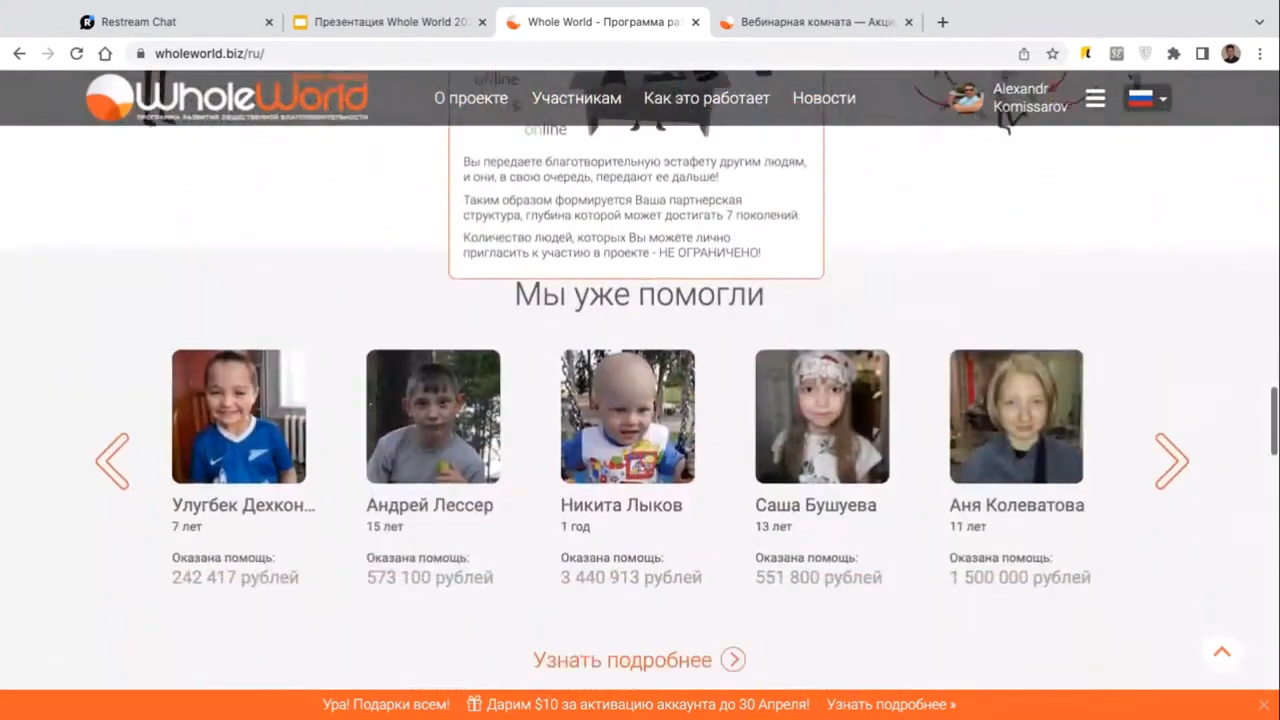 Restream Chat
Презентация Whole World 20
Whole World - Программа ра
Вебинарная комната — Акци
wholeworld.biz/ru/
WholeWorld
ПРОГРАММА РАЗВИТИЯ ОБЩЕСТВЕННОЙ БЛАГОТВОРИТЕЛЬНОСТИ
О проекте
Участникам
Как это работает
Новости
Alexandr
Komissarov
offline
&
online
Вы передаете благотворительную эстафету другим людям,
и они, в свою очередь, передают ее дальше!
Таким образом формируется Ваша партнерская
структура, глубина которой может достигать 7 поколений.
Количество людей, которых Вы можете лично
пригласить к участию в проекте - НЕ ОГРАНИЧЕНО!
Мы уже помогли
Улугбек Дехкон...
7 лет
Оказана помощь:
242 417 рублей
Андрей Лессер
15 лет
Оказана помощь:
573 100 рублей
Никита Лыков
1 год
Оказана помощь:
3 440 913 рублей
Саша Бушуева
13 лет
Оказана помощь:
551 800 рублей
Аня Колеватова
11 лет
Оказана помощь:
1 500 000 рублей
Узнать подробнее
Ура! Подарки всем! Дарим $10 за активацию аккаунта до 30 Апреля! Узнать подробнее »